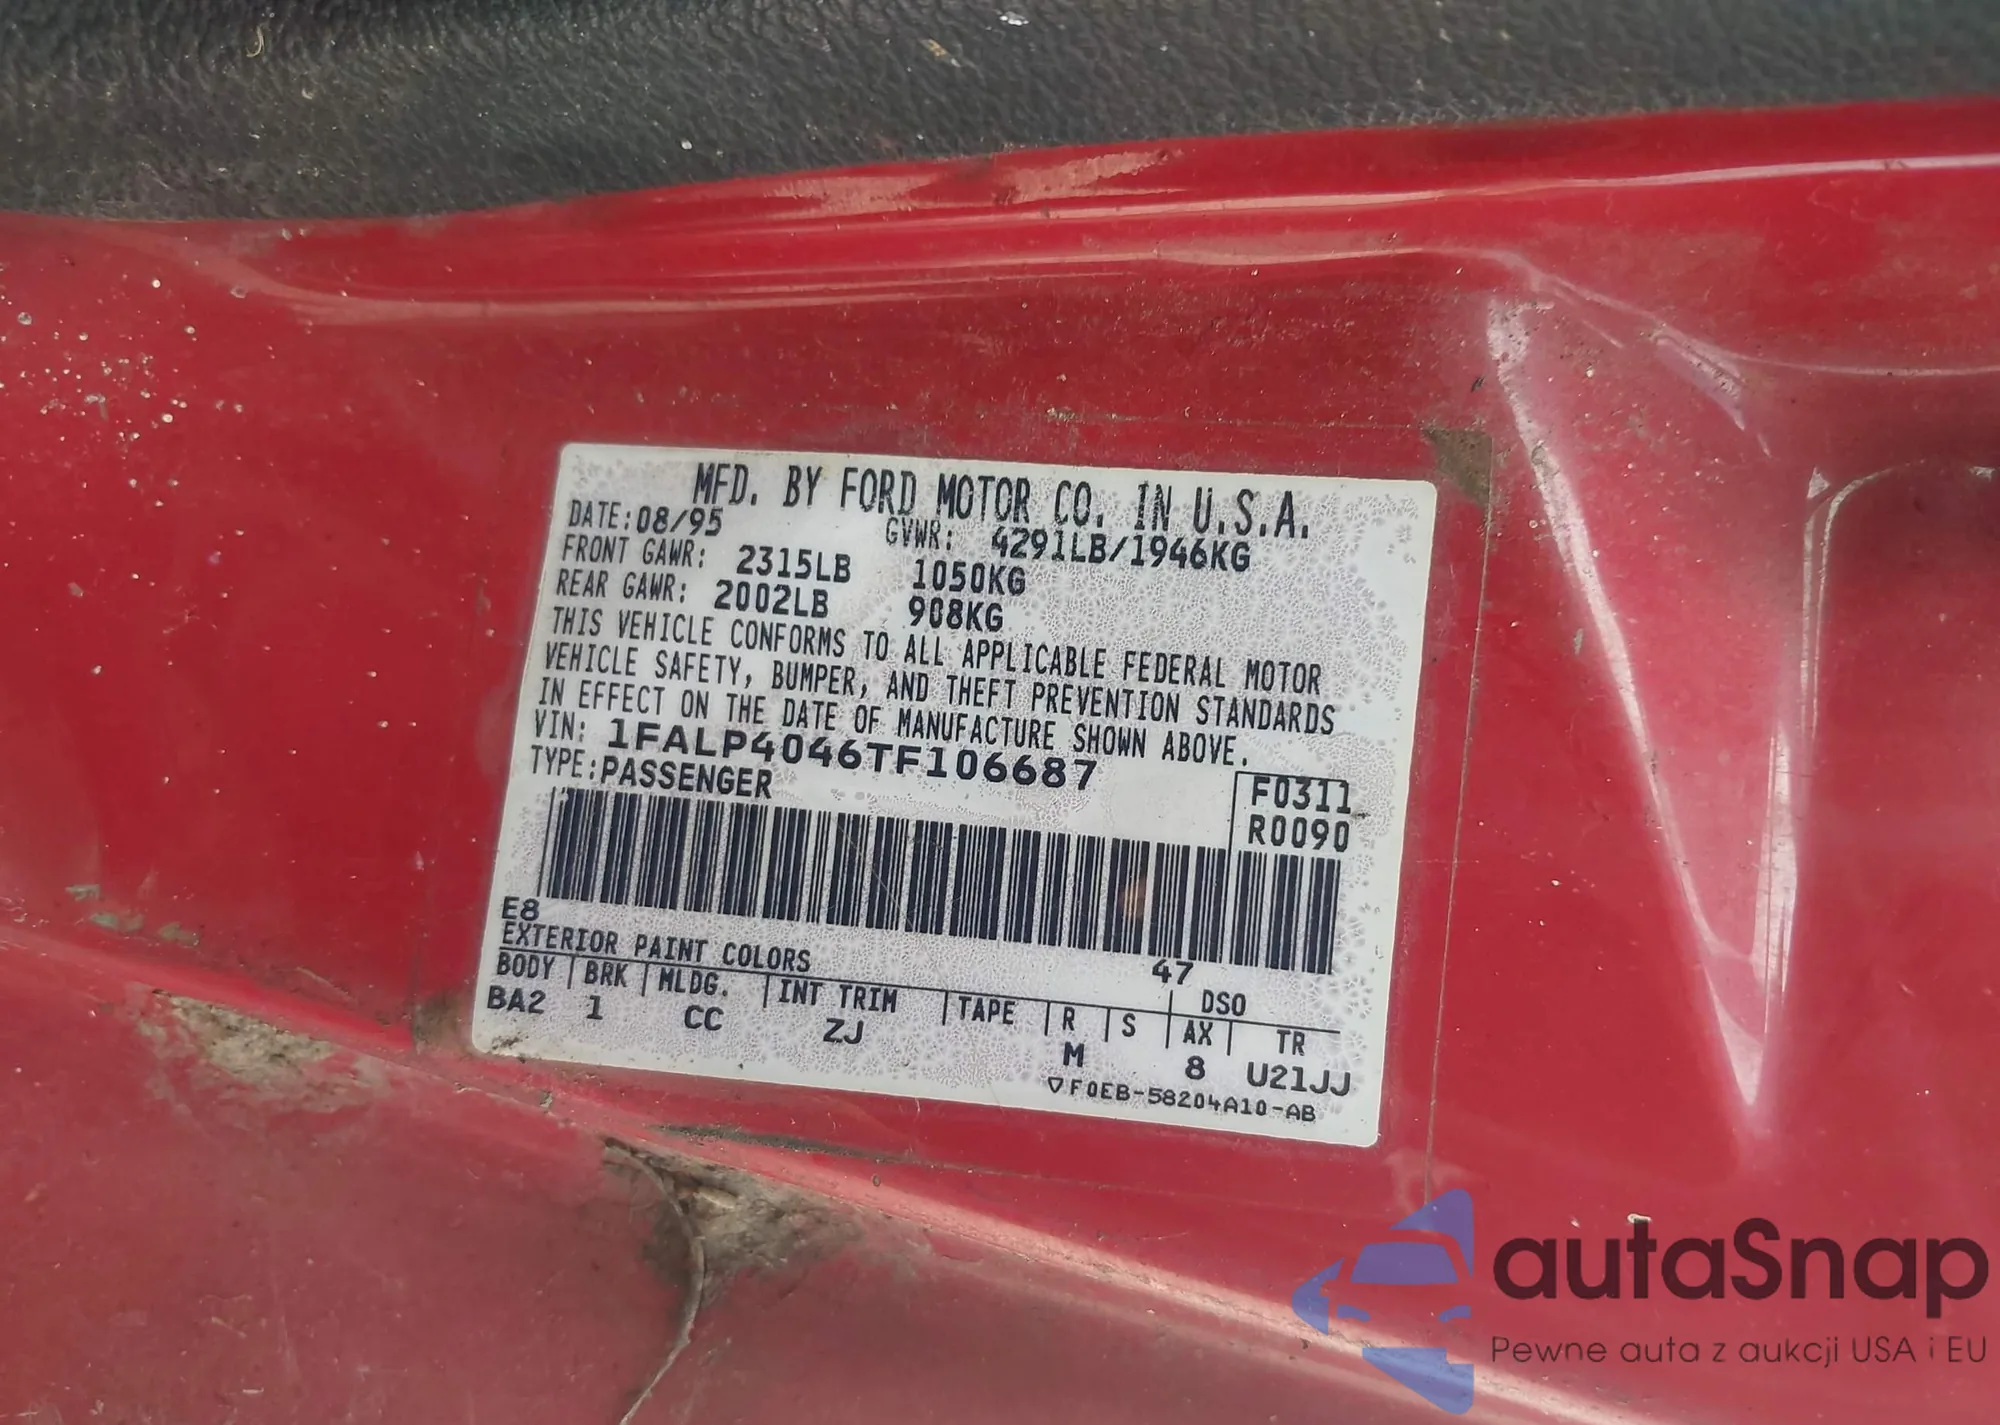 MFD. BY FORD MOTOR CO. IN U.S.A.
DATE:08/95 GVWR: 4291LB/1946KG
FRONT GAWR: 2315LB 1050KG
REAR GAWR: 2002LB 908KG
THIS VEHICLE CONFORMS TO ALL APPLICABLE FEDERAL MOTOR
VEHICLE SAFETY, BUMPER, AND THEFT PREVENTION STANDARDS
IN EFFECT ON THE DATE OF MANUFACTURE SHOWN ABOVE.
VIN: 1FALP4046TF106687
TYPE:PASSENGER
F0311
R0090
E8
EXTERIOR PAINT COLORS 47 DSO
BODY BRK MLDG. INT TRIM TAPE R S AX TR
BA2 1 CC ZJ M 8 U21JJ
F0EB-58204A10-AB
autaSnap
Pewne auta z aukcji USA i EU